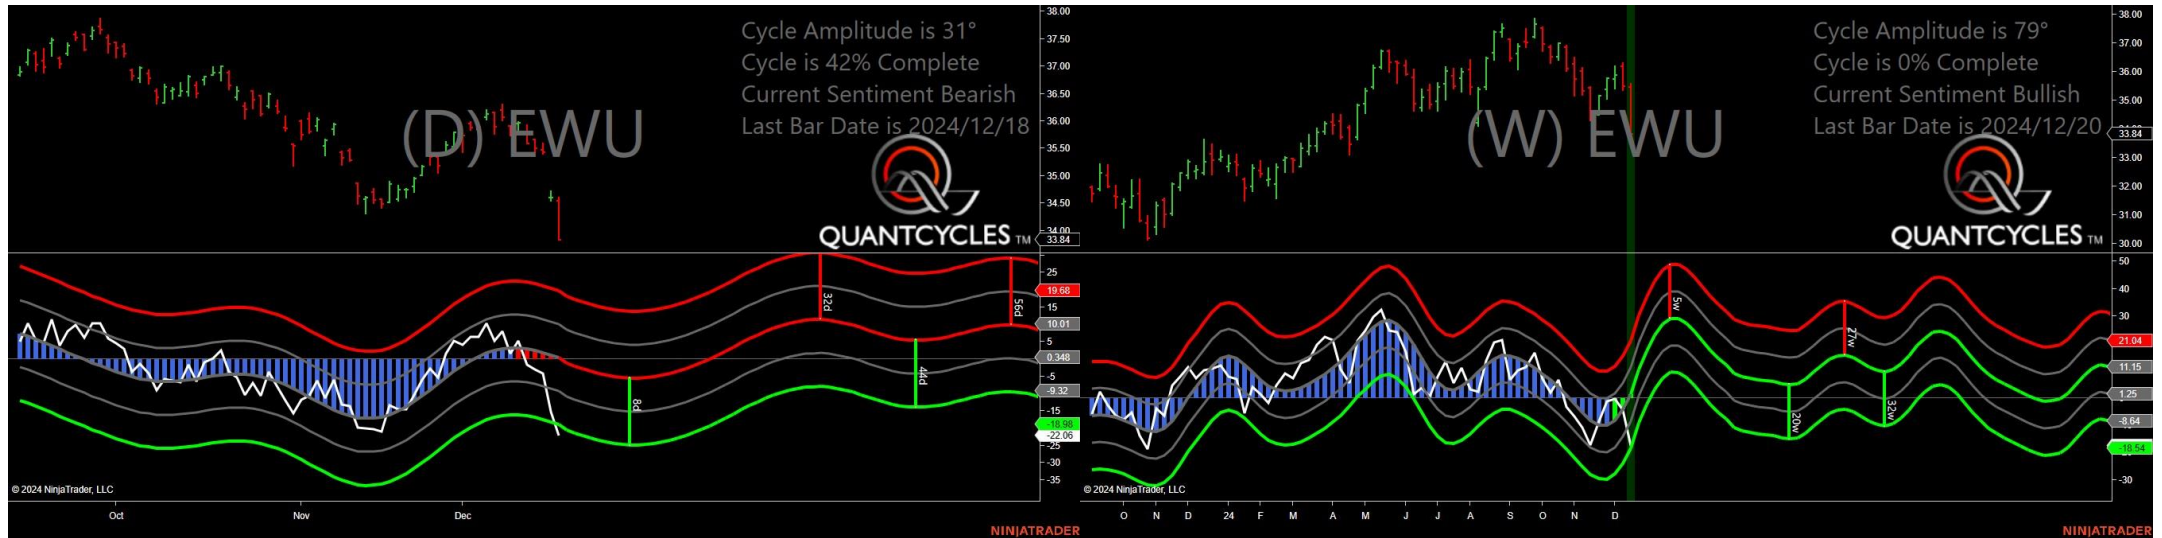 Cycle Amplitude is 31°
Cycle is 42% Complete
Current Sentiment Bearish
Last Bar Date is 2024/12/18
(D) EWU
QUANTCYCLES TM
38.00
37.50
37.00
36.50
36.00
35.50
35.00
34.50
34.00
33.84
25
19.68
15
10.01
5
0.348
-5
-9.32
-15
-18.98
-22.06
-25
-30
-35
8d
32d
44d
56d
© 2024 NinjaTrader, LLC
Oct Nov Dec
NINJATRADER
Cycle Amplitude is 79°
Cycle is 0% Complete
Current Sentiment Bullish
Last Bar Date is 2024/12/20
(W) EWU
QUANTCYCLES TM
38.00
37.00
36.00
35.00
34.00
33.84
33.00
32.00
31.00
30.00
50
40
30
21.04
11.15
1.25
-8.64
-18.54
-30
5w
20w
27w
32w
© 2024 NinjaTrader, LLC
O N D 24 F M A M J J A S O N D
NINJATRADER